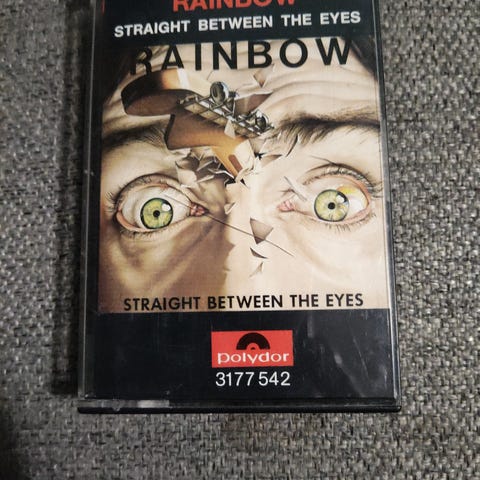 RAINBOW
STRAIGHT BETWEEN THE EYES
RAINBOW
STRAIGHT BETWEEN THE EYES
polydor
3177 542